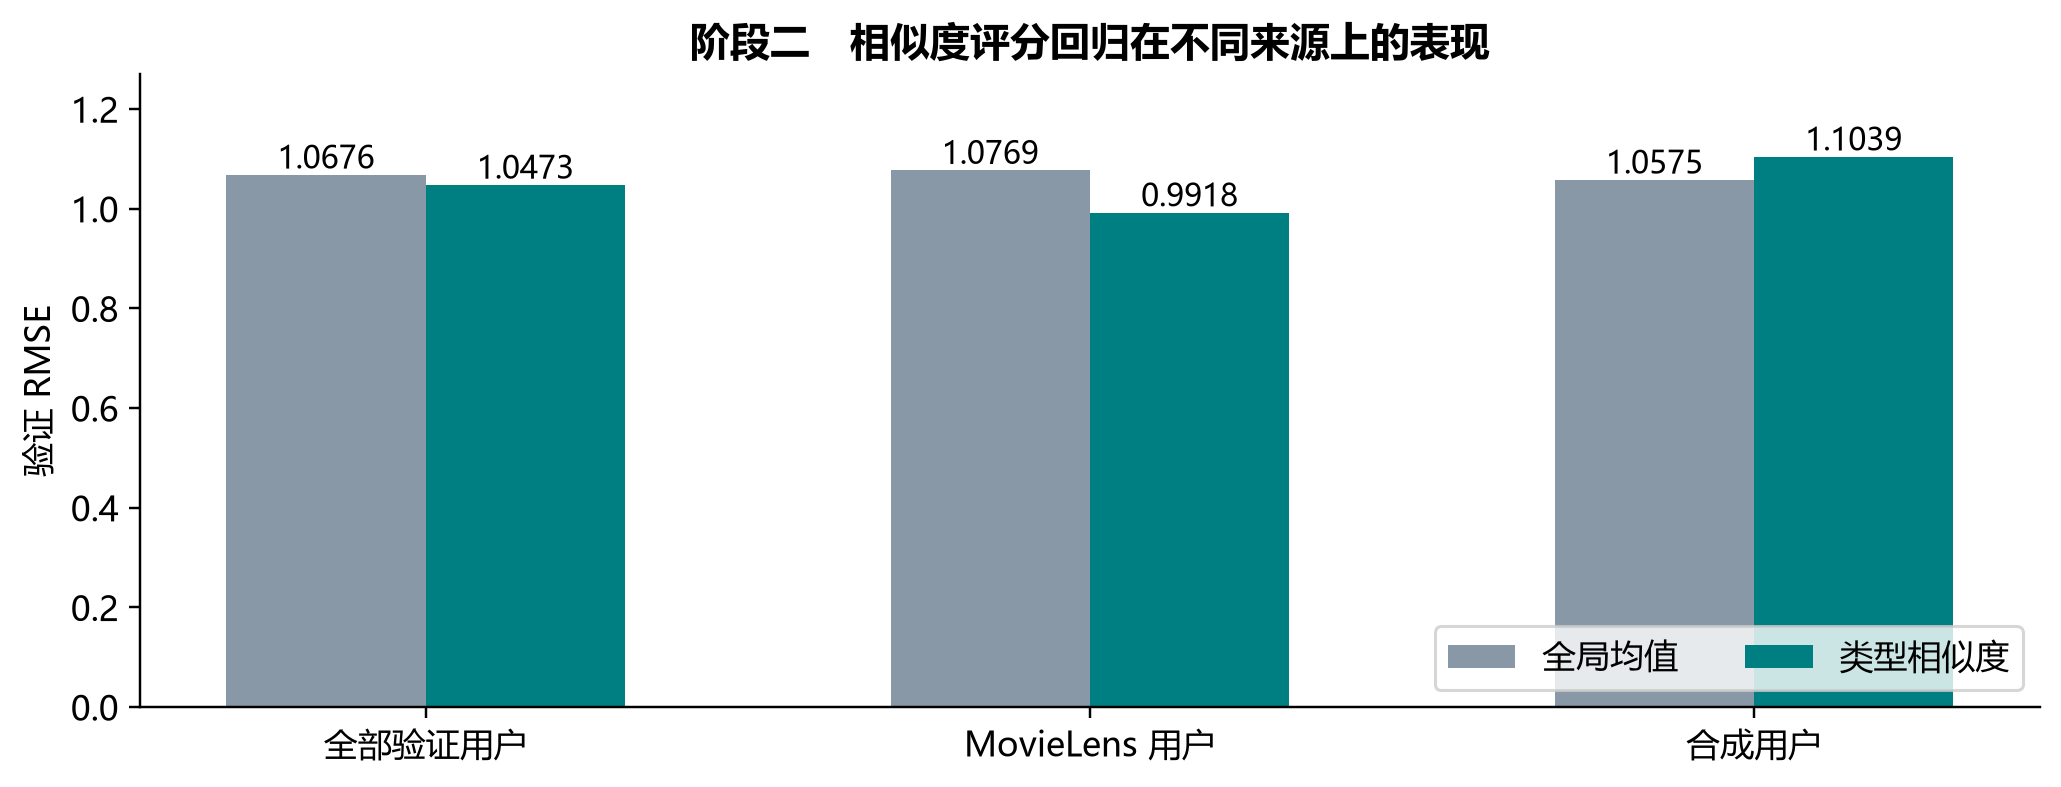 阶段二　相似度评分回归在不同来源上的表现
验证 RMSE
1.2
1.0
0.8
0.6
0.4
0.2
0.0
1.0676
1.0473
1.0769
0.9918
1.0575
1.1039
全局均值
类型相似度
全部验证用户
MovieLens 用户
合成用户